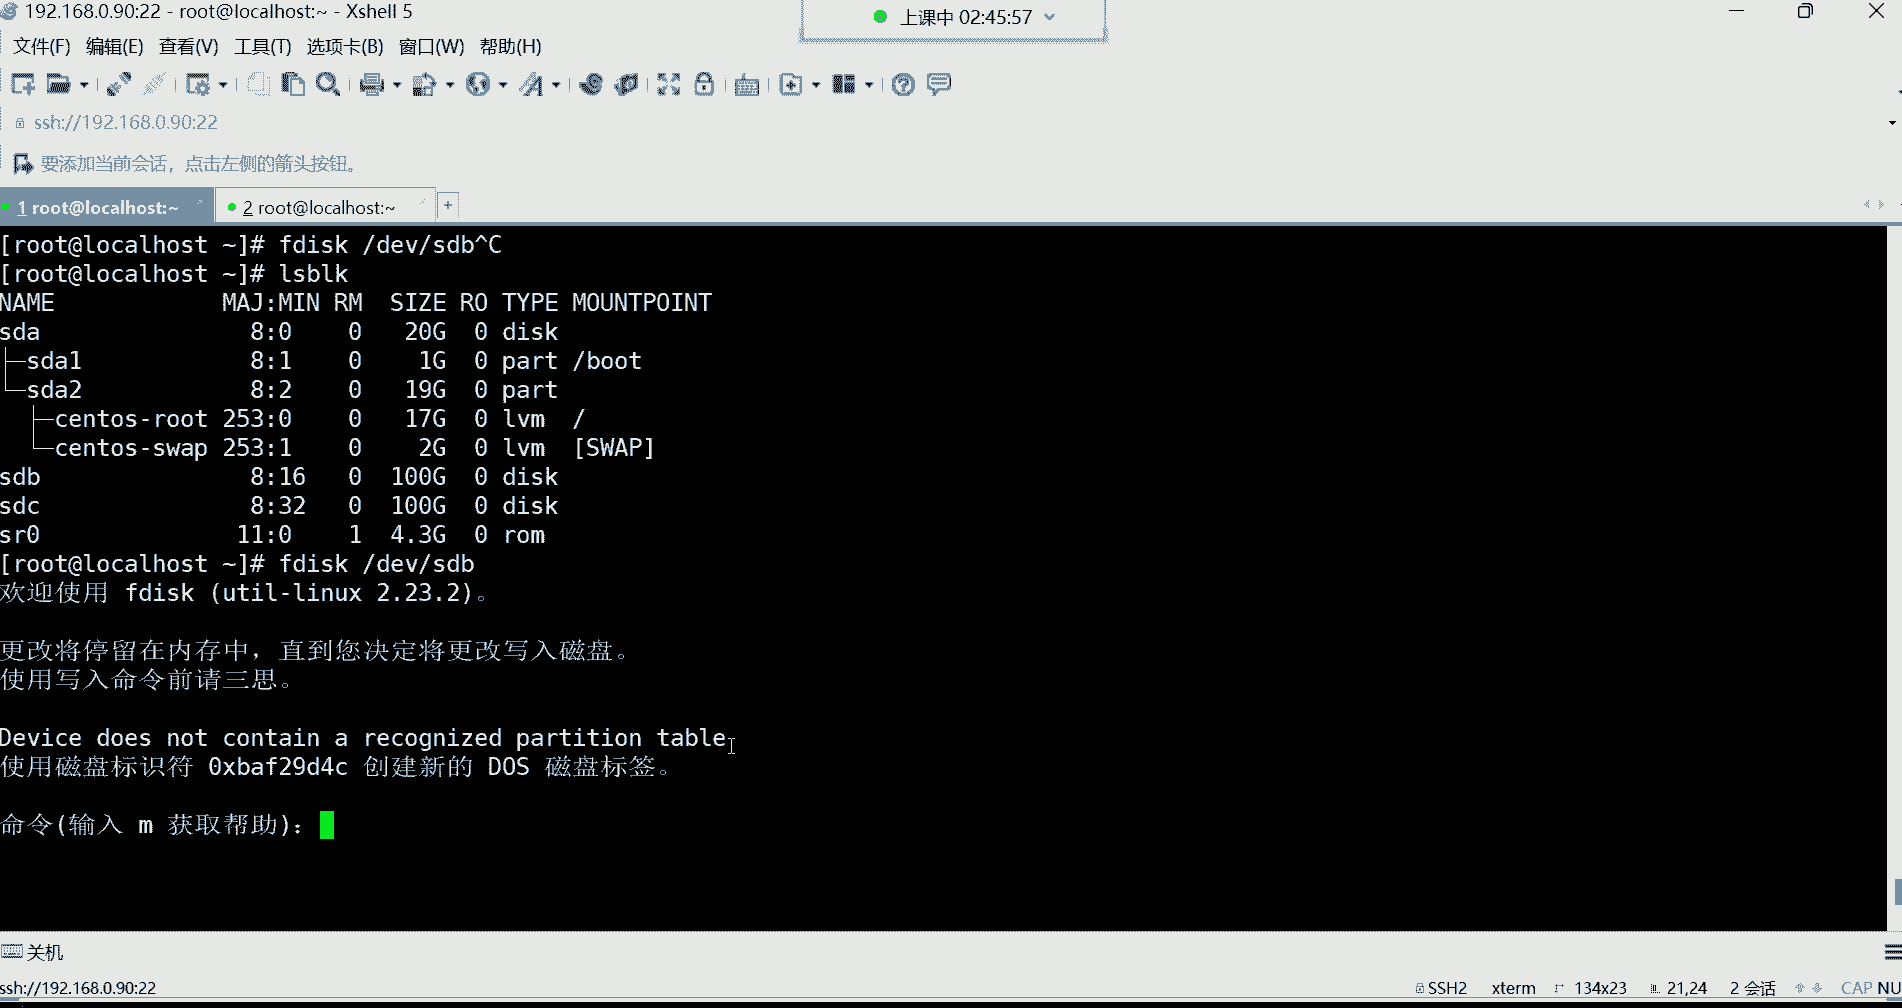 192.168.0.90:22 - root@localhost:~ - Xshell 5
上课中 02:45:57
文件(F) 编辑(E) 查看(V) 工具(T) 选项卡(B) 窗口(W) 帮助(H)
ssh://192.168.0.90:22
要添加当前会话，点击左侧的箭头按钮。
1 root@localhost:~ 2 root@localhost:~ +
[root@localhost ~]# fdisk /dev/sdb^C
[root@localhost ~]# lsblk
NAME MAJ:MIN RM SIZE RO TYPE MOUNTPOINT
sda 8:0 0 20G 0 disk
├─sda1 8:1 0 1G 0 part /boot
└─sda2 8:2 0 19G 0 part
├─centos-root 253:0 0 17G 0 lvm /
└─centos-swap 253:1 0 2G 0 lvm [SWAP]
sdb 8:16 0 100G 0 disk
sdc 8:32 0 100G 0 disk
sr0 11:0 1 4.3G 0 rom
[root@localhost ~]# fdisk /dev/sdb
欢迎使用 fdisk (util-linux 2.23.2)。
更改将停留在内存中，直到您决定将更改写入磁盘。
使用写入命令前请三思。
Device does not contain a recognized partition table
使用磁盘标识符 0xbaf29d4c 创建新的 DOS 磁盘标签。
命令(输入 m 获取帮助)：
关机
ssh://192.168.0.90:22 SSH2 xterm 134x23 21,24 2 会话 CAP NU